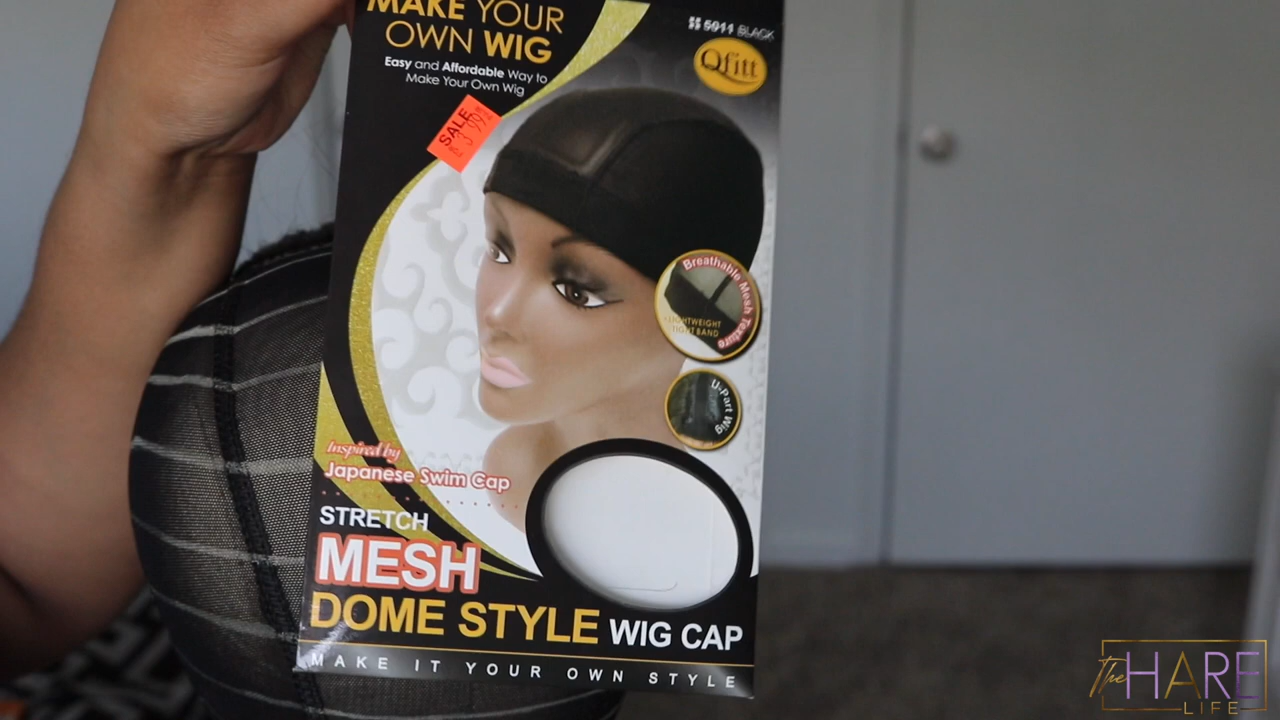 MAKE YOUR
OWN WIG
Easy and Affordable Way to
Make Your Own Wig
5011 BLACK
Qfitt
SALE
3.99
Breathable Mesh Texture
LIGHTWEIGHT
TIGHT BAND
U-Part Wig
Inspired by
Japanese Swim Cap
STRETCH
MESH
DOME STYLE WIG CAP
MAKE IT YOUR OWN STYLE
The HARE
LIFE